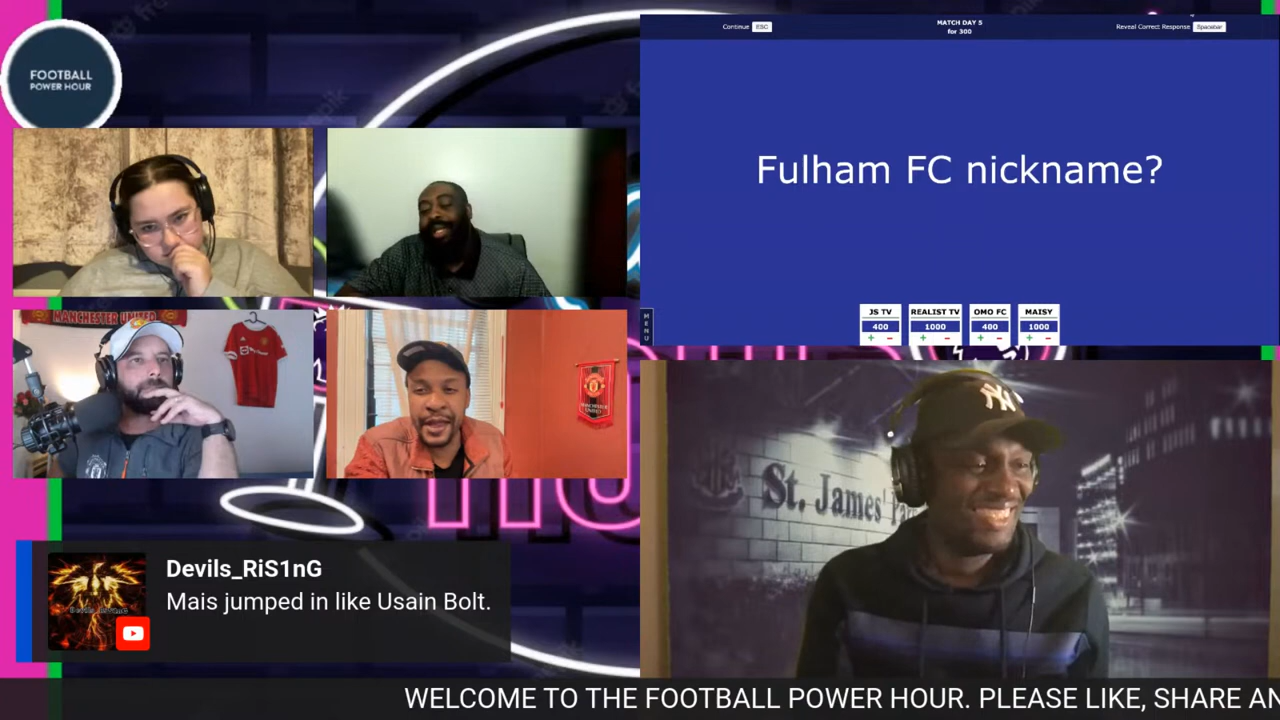 FOOTBALL
POWER HOUR
Continue ESC
MATCH DAY 5
for 300
Reveal Correct Response Spacebar
Fulham FC nickname?
MENU
JS TV
400
+ −
REALIST TV
1000
+ −
OMO FC
400
+ −
MAISY
1000
+ −
MANCHESTER UNITED
St. James'
Devils_RiS1nG
Mais jumped in like Usain Bolt.
WELCOME TO THE FOOTBALL POWER HOUR. PLEASE LIKE, SHARE AN